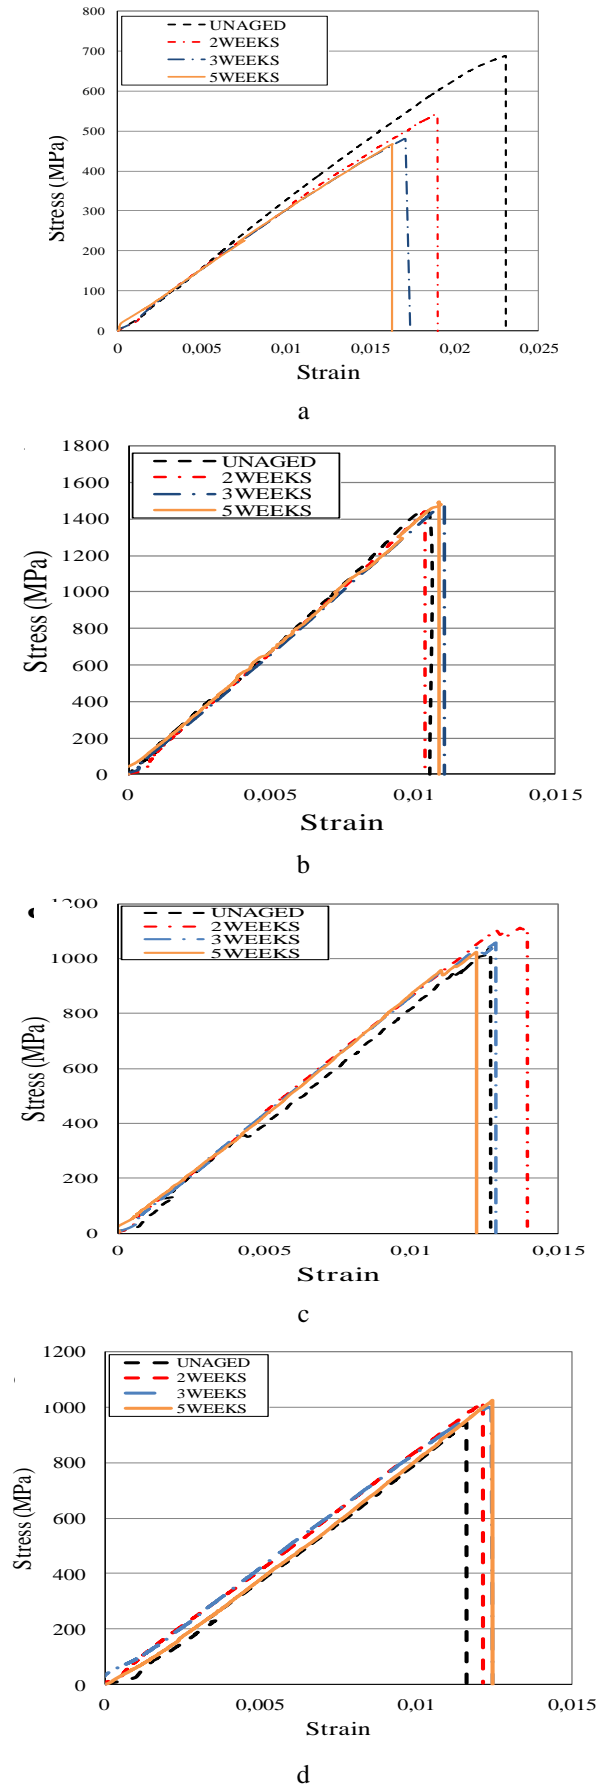 800
UNAGED
700
2WEEKS
3WEEKS
600
5WEEKS
500
400
300
200
100
0
Stress (MPa)
0 0,005 0,01 0,015 0,02 0,025
Strain
a
1800
UNAGED
1600
2WEEKS
3WEEKS
1400
5WEEKS
1200
1000
800
600
400
200
0
Stress (MPa)
0 0,005 0,01 0,015
Strain
b
1200
UNAGED
2WEEKS
3WEEKS
1000
5WEEKS
800
600
400
200
0
Stress (MPa)
0 0,005 0,01 0,015
Strain
c
1200
UNAGED
2WEEKS
3WEEKS
1000
5WEEKS
800
600
400
200
0
Stress (MPa)
0 0,005 0,01 0,015
Strain
d